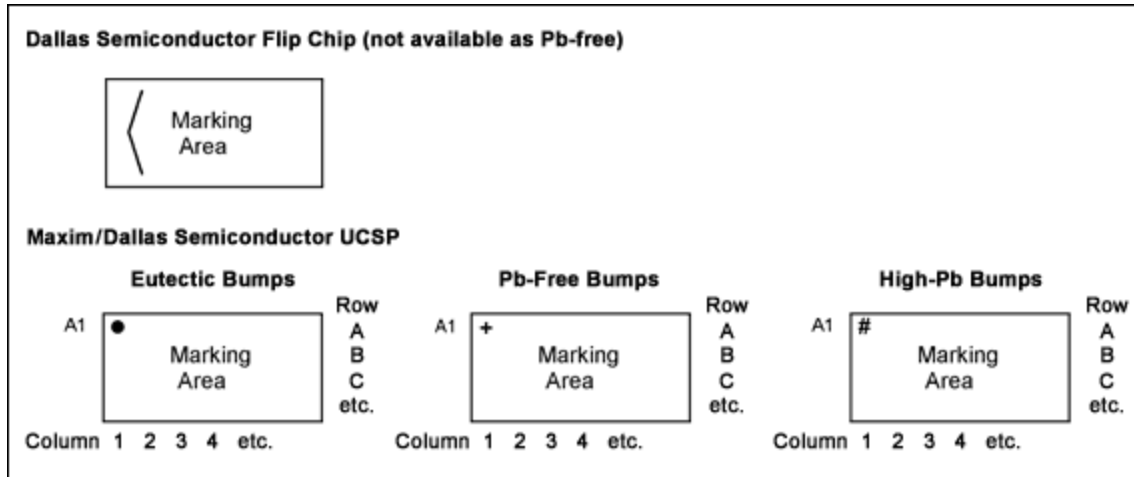 Dallas Semiconductor Flip Chip (not available as Pb-free)
Marking
Area
Maxim/Dallas Semiconductor UCSP
Eutectic Bumps
Row
A1
A
Marking
B
Area
C
etc.
Column 1 2 3 4 etc.
Pb-Free Bumps
Row
A1
+
A
Marking
B
Area
C
etc.
Column 1 2 3 4 etc.
High-Pb Bumps
Row
A1
#
A
Marking
B
Area
C
etc.
Column 1 2 3 4 etc.